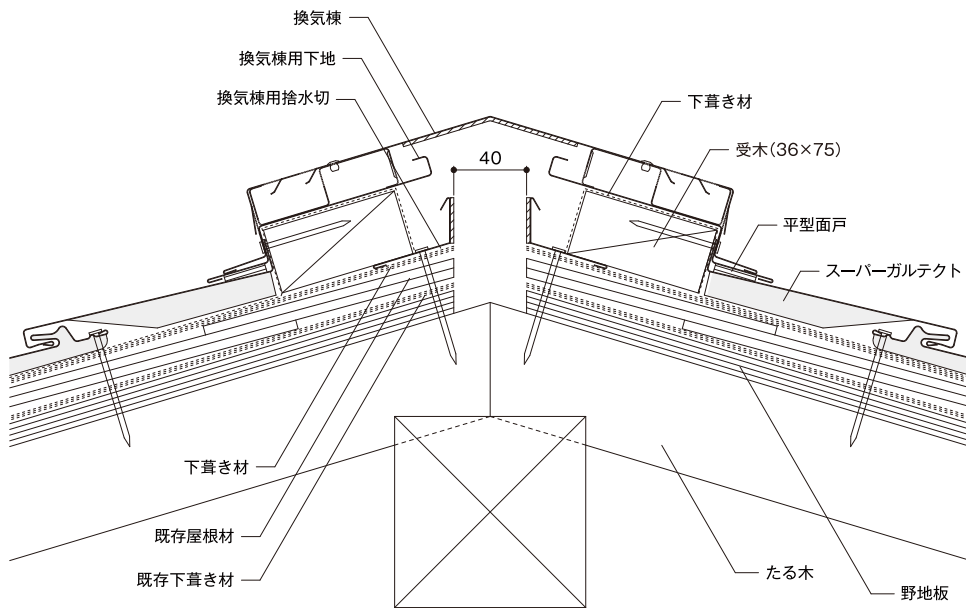 換気棟
換気棟用下地
換気棟用捨水切
下葺き材
40
受木(36×75)
平型面戸
スーパーガルテクト
下葺き材
既存屋根材
既存下葺き材
たる木
野地板